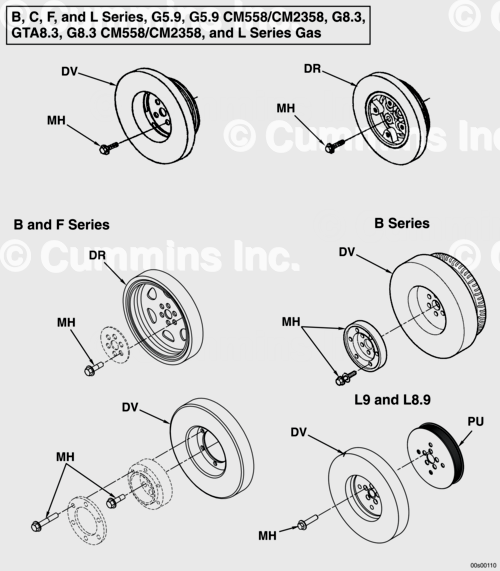 B, C, F, and L Series, G5.9, G5.9 CM558/CM2358, G8.3,
GTA8.3, G8.3 CM558/CM2358, and L Series Gas
DV
DR
MH
MH
© Cummins Inc.
©
B and F Series
B Series
DR
DV
© Cummins Inc.
©
MH
MH
L9 and L8.9
DV
PU
DV
MH
MH
00s00110